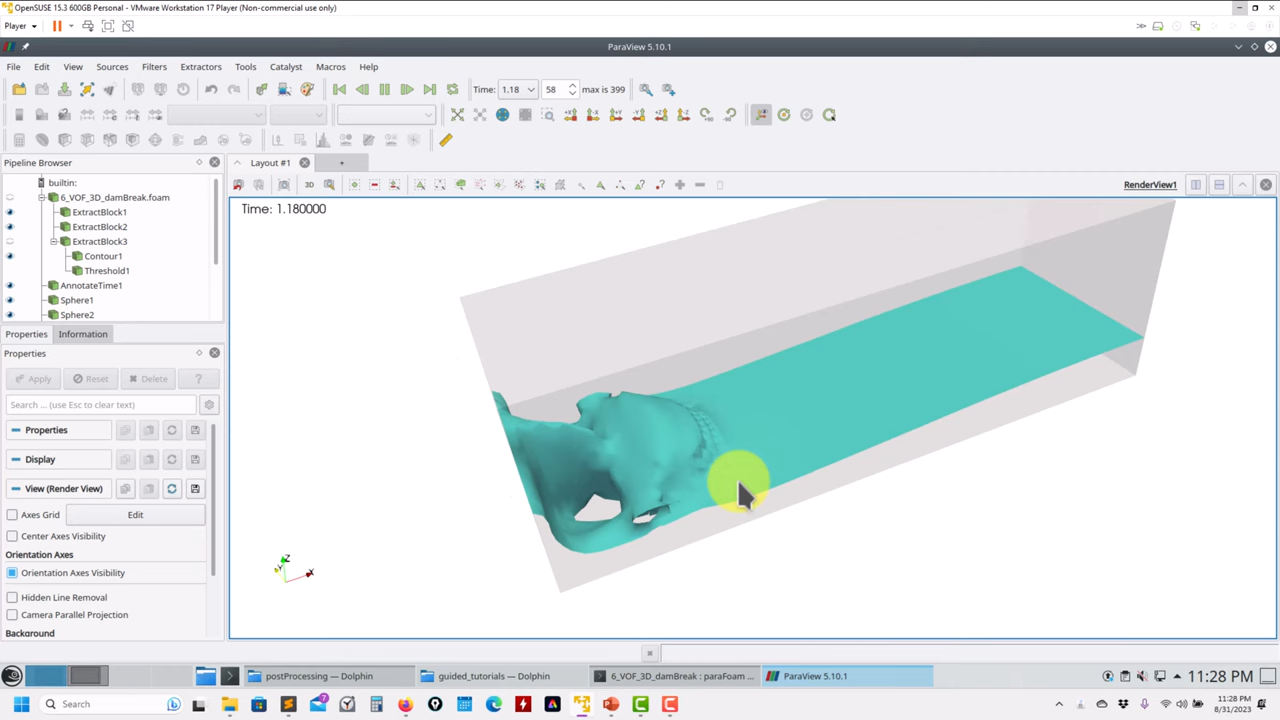 OpenSUSE 15.3 600GB Personal - VMware Workstation 17 Player (Non-commercial use only)
Player
ParaView 5.10.1
File Edit View Sources Filters Extractors Tools Catalyst Macros Help
Time: 1.18 58 max is 399
Pipeline Browser
Layout #1 +
builtin:
3D
RenderView1
6_VOF_3D_damBreak.foam
Time: 1.180000
ExtractBlock1
ExtractBlock2
ExtractBlock3
Contour1
Threshold1
AnnotateTime1
Sphere1
Sphere2
Properties Information
Properties
Apply Reset Delete ?
Search ... (use Esc to clear text)
Properties
Display
View (Render View)
Axes Grid Edit
Center Axes Visibility
Orientation Axes
Orientation Axes Visibility
Hidden Line Removal
Camera Parallel Projection
Background
Z
Y
X
postProcessing — Dolphin
guided_tutorials — Dolphin
6_VOF_3D_damBreak : paraFoam ...
ParaView 5.10.1
11:28 PM
Search
11:28 PM
8/31/2023